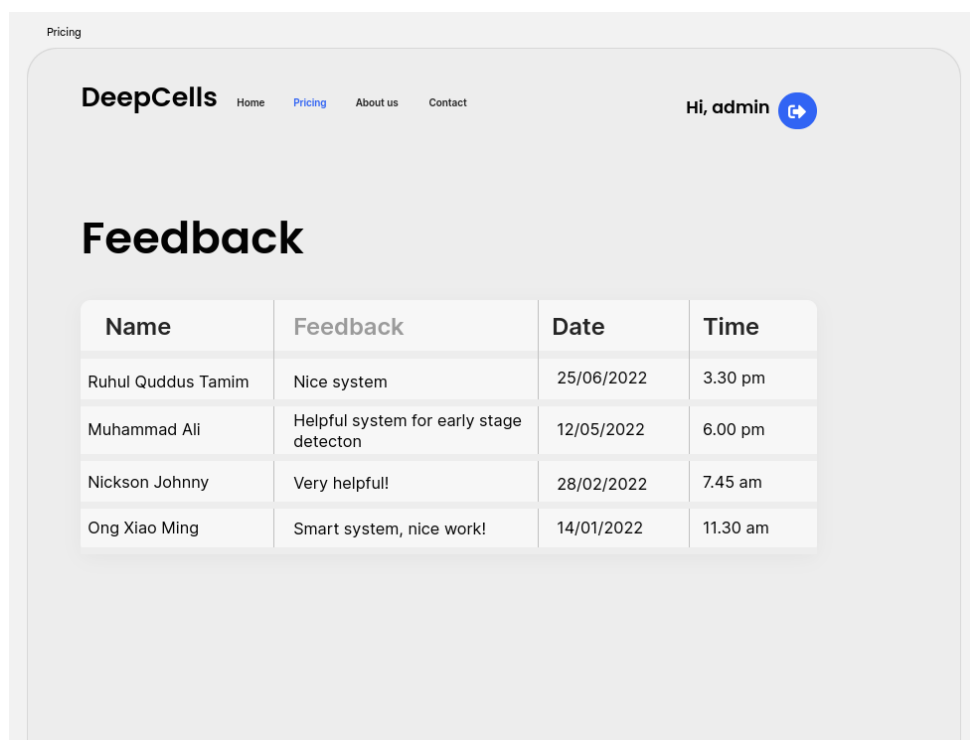 Pricing
DeepCells Home Pricing About us Contact Hi, admin
Feedback
Name Feedback Date Time
Ruhul Quddus Tamim Nice system 25/06/2022 3.30 pm
Muhammad Ali Helpful system for early stage 12/05/2022 6.00 pm
detecton
Nickson Johnny Very helpful! 28/02/2022 7.45 am
Ong Xiao Ming Smart system, nice work! 14/01/2022 11.30 am